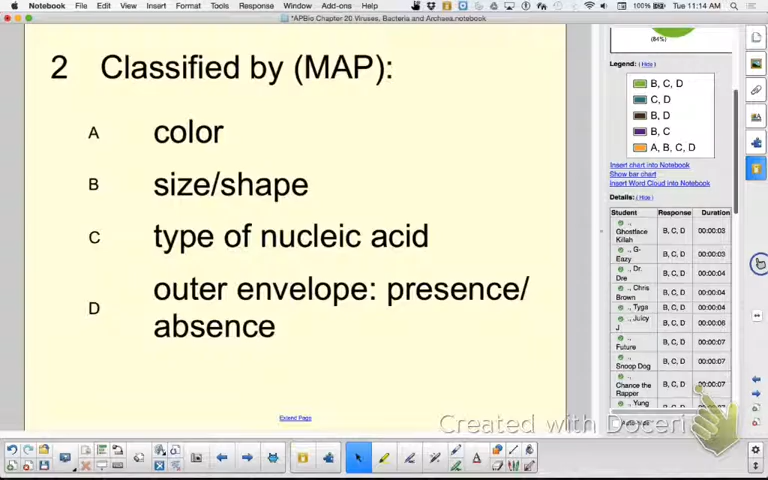 Notebook File Edit View Insert Format Tools Response Window Add-ons Help 100% Tue 11:14 AM
*APBio Chapter 20 Viruses, Bacteria and Archaea.notebook
2 Classified by (MAP):
A color
B size/shape
C type of nucleic acid
D outer envelope: presence/
absence
Extend Page
(84%)
Legend: (Hide)
B, C, D
C, D
B, D
B, C
A, B, C, D
Insert chart into Notebook
Show bar chart
Insert Word Cloud into Notebook
Details: (Hide)
Student Response Duration
., Ghostface
Killah B, C, D 00:00:03
., G-
Eazy B, C, D 00:00:03
., Dr.
Dre B, C, D 00:00:04
., Chris
Brown B, C, D 00:00:04
., Tyga B, C, D 00:00:04
., Juicy
J B, C, D 00:00:06
.,
Future B, C, D 00:00:07
.,
Snoop Dog B, C, D 00:00:07
.,
Chance the
Rapper B, C, D 00:00:07
., Yung
Auto-hide
Created with Doceri